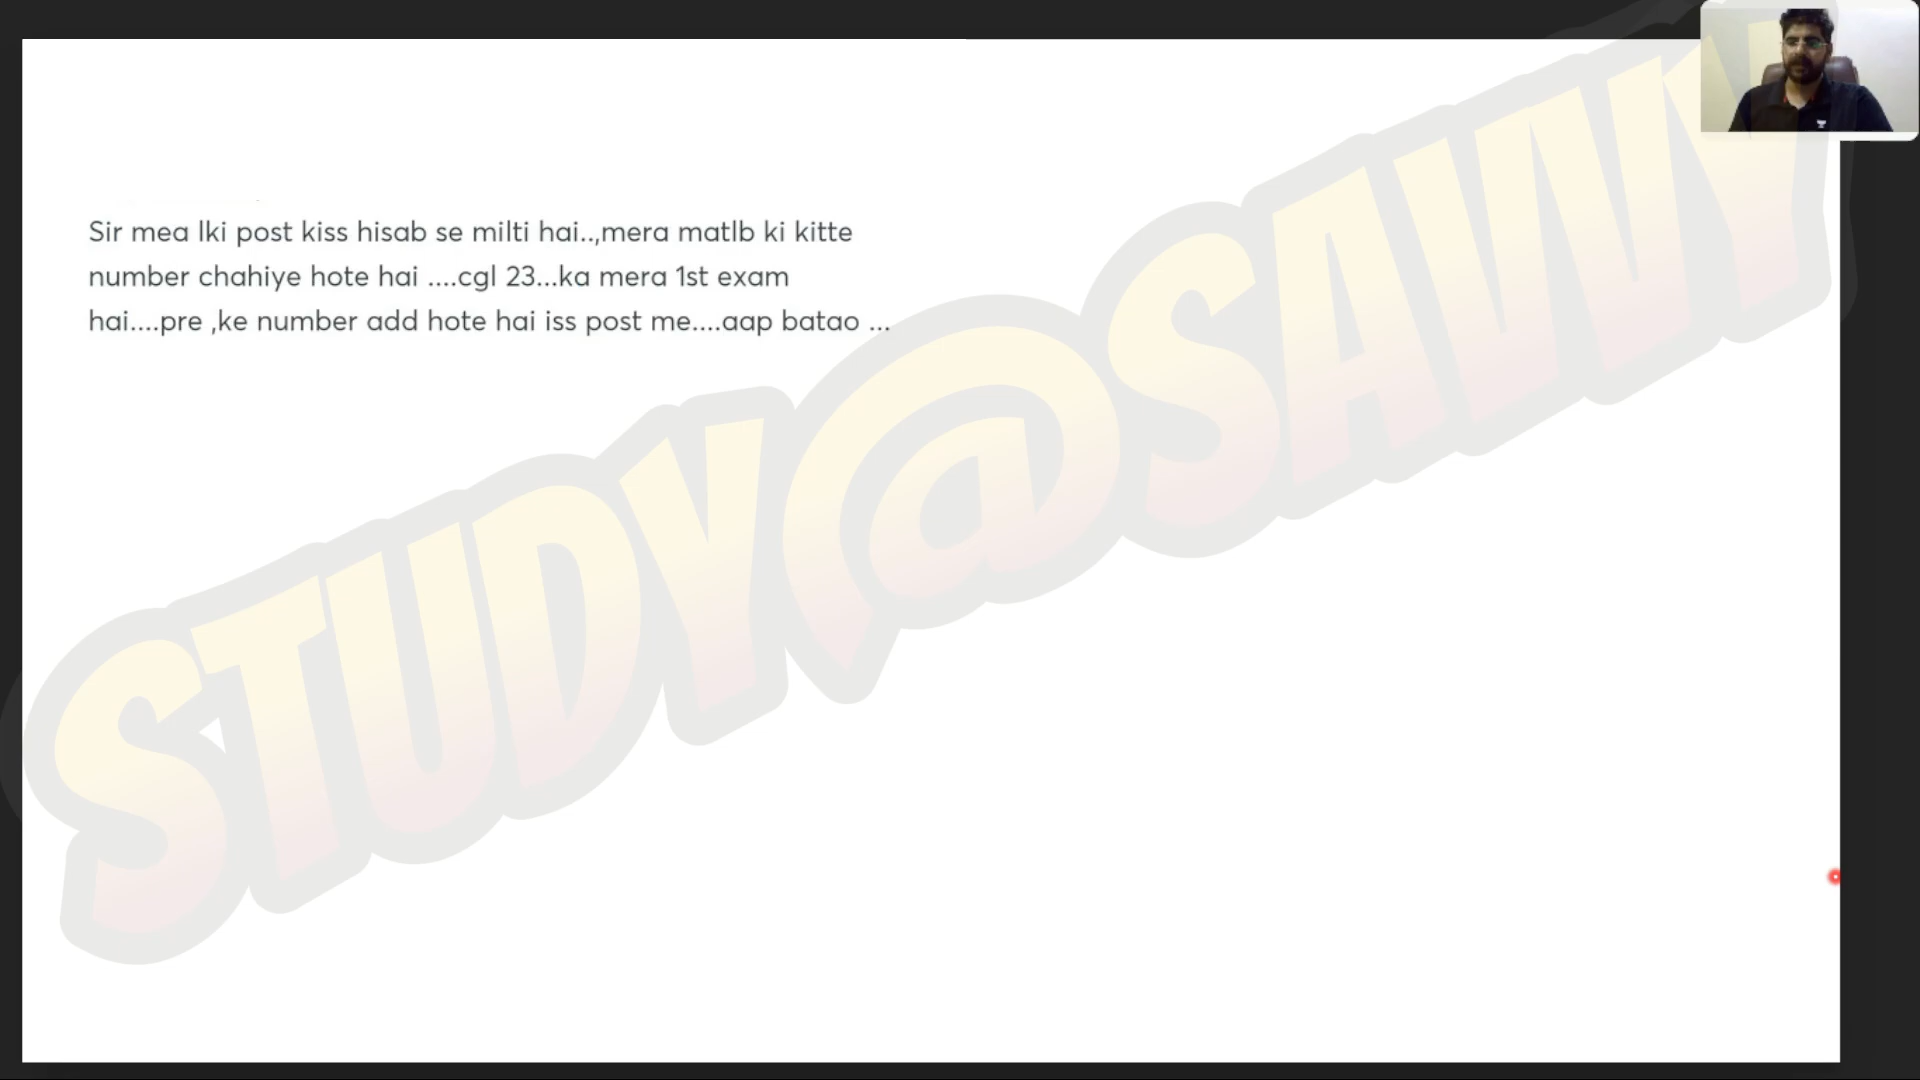 Sir mea lki post kiss hisab se milti hai..,mera matlb ki kitte
number chahiye hote hai ....cgl 23...ka mera 1st exam
hai....pre ,ke number add hote hai iss post me....aap batao ...
STUDY@SAVVY